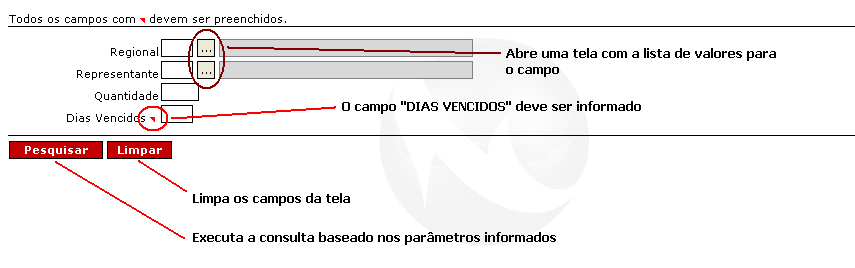 Todos os campos com devem ser preenchidos.
Regional ...
Abre uma tela com a lista de valores para
o campo
Representante ...
Quantidade
O campo "DIAS VENCIDOS" deve ser informado
Dias Vencidos
Pesquisar Limpar
Limpa os campos da tela
Executa a consulta baseado nos parâmetros informados